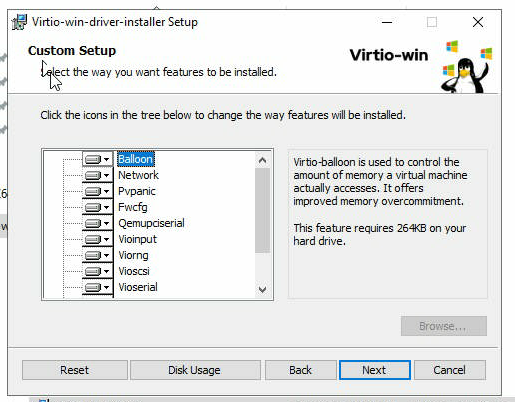 Virtio-win-driver-installer Setup
Custom Setup
Select the way you want features to be installed.
Virtio-win
Click the icons in the tree below to change the way features will be installed.
Balloon
Network
Pvpanic
Fwcfg
Qemupciserial
Vioinput
Viorng
Vioscsi
Vioserial
Virtio-balloon is used to control the
amount of memory a virtual machine
actually accesses. It offers
improved memory overcommitment.
This feature requires 264KB on your
hard drive.
Browse...
Reset
Disk Usage
Back
Next
Cancel